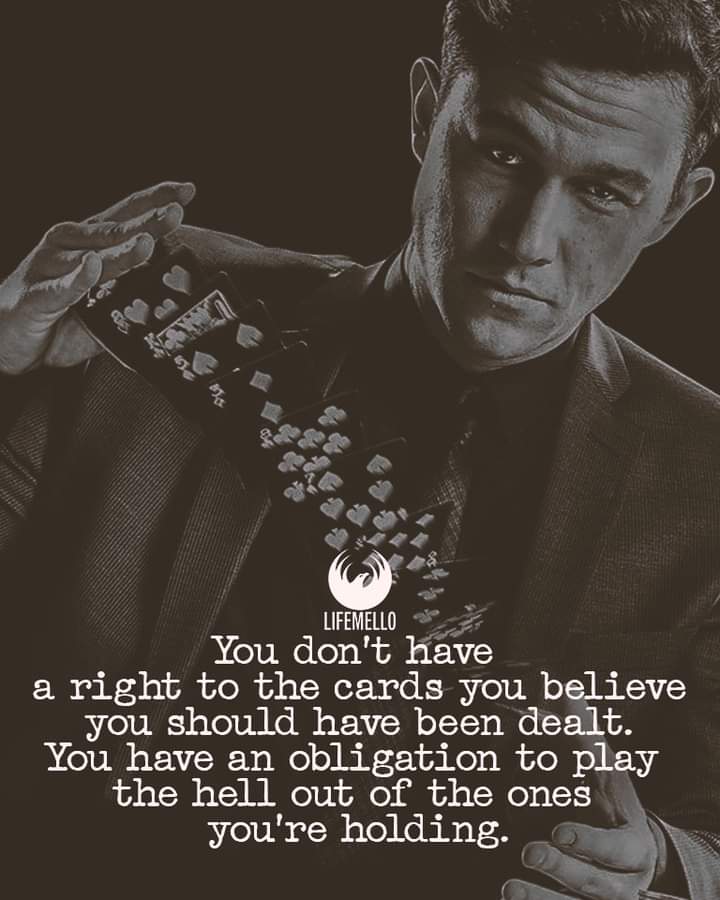 LIFEMELLO
You don't have
a right to the cards you believe
you should have been dealt.
You have an obligation to play
the hell out of the ones
you're holding.